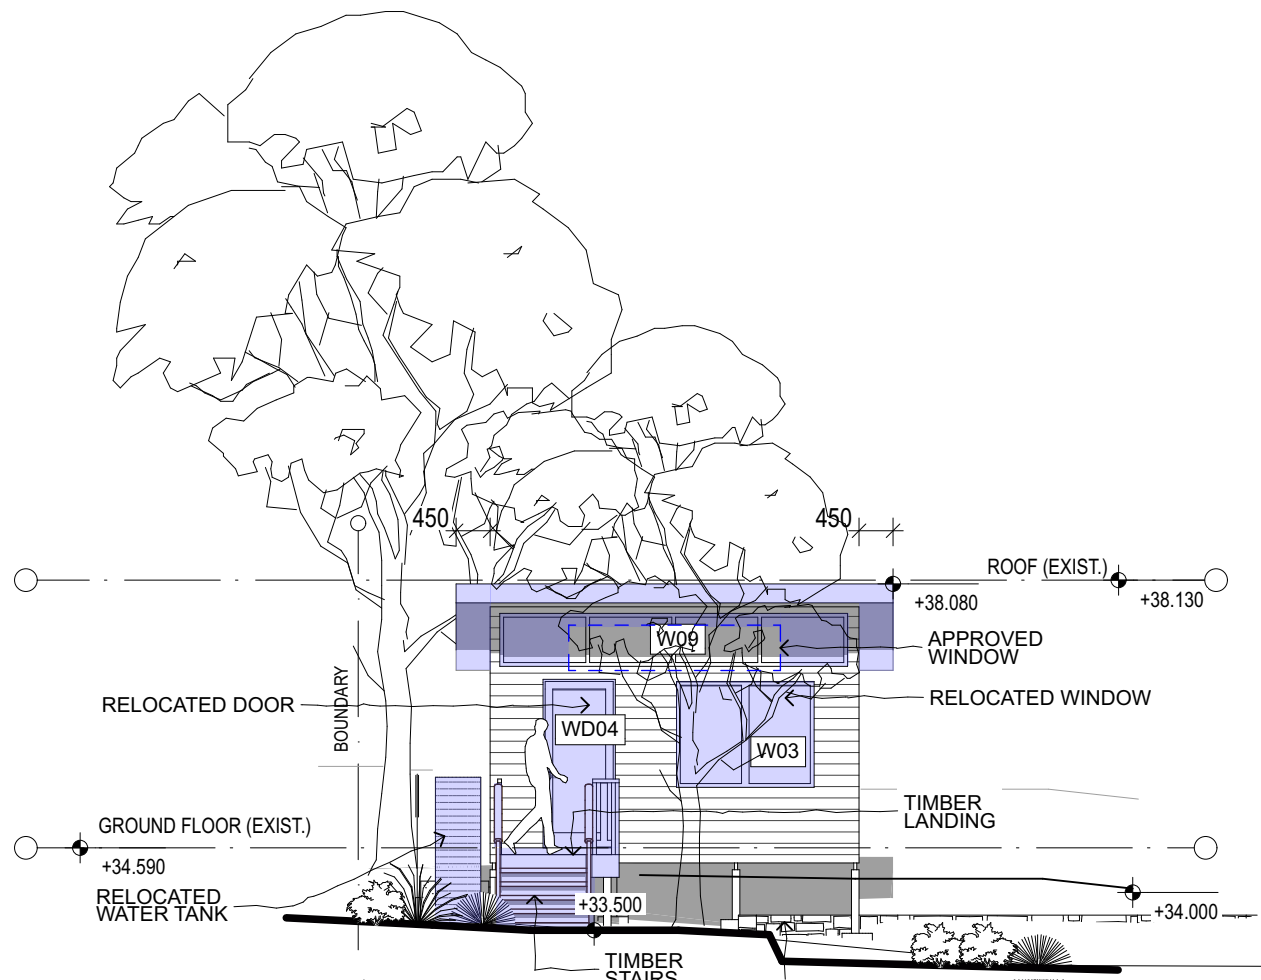 450
450
ROOF (EXIST.)
+38.080
+38.130
W09
APPROVED
WINDOW
RELOCATED DOOR
RELOCATED WINDOW
BOUNDARY
WD04
W03
TIMBER
LANDING
GROUND FLOOR (EXIST.)
+34.590
RELOCATED
WATER TANK
+33.500
+34.000
TIMBER
STAIRS